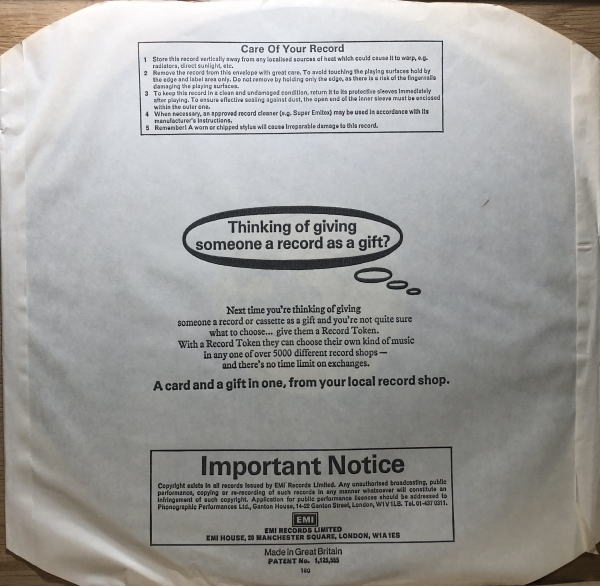 Care Of Your Record
1 Store this record vertically away from any localised sources of heat which could cause it to warp, e.g.
radiators, direct sunlight, etc.
2 Remove the record from this envelope with great care. To avoid touching the playing surfaces hold by
the edge and label area only. Do not remove by holding only the edge, as there is a risk of the fingernails
damaging the playing surfaces.
3 To keep this record in a clean and undamaged condition, return it to its protective sleeves immediately
after playing. To ensure effective sealing against dust, the open end of the inner sleeve must be enclosed
within the outer one.
4 When necessary, an approved record cleaner (e.g. Super Emitex) may be used in accordance with its
manufacturer's instructions.
5 Remember! A worn or chipped stylus will cause irreparable damage to this record.
Thinking of giving
someone a record as a gift?
Next time you're thinking of giving
someone a record or cassette as a gift and you're not quite sure
what to choose... give them a Record Token.
With a Record Token they can choose their own kind of music
in any one of over 5000 different record shops—
and there's no time limit on exchanges.
A card and a gift in one, from your local record shop.
Important Notice
Copyright exists in all records issued by EMI Records Limited. Any unauthorised broadcasting, public
performance, copying or re-recording of such records in any manner whatsoever will constitute an
infringement of such copyright. Application for public performance licences should be addressed to
Phonographic Performances Ltd., Ganton House, 14-22 Ganton Street, London, W1V 1LB. Tel. 01-437 0311.
EMI
EMI RECORDS LIMITED
EMI HOUSE, 20 MANCHESTER SQUARE, LONDON, W1A 1ES
Made in Great Britain
PATENT No. 1,125,555
180